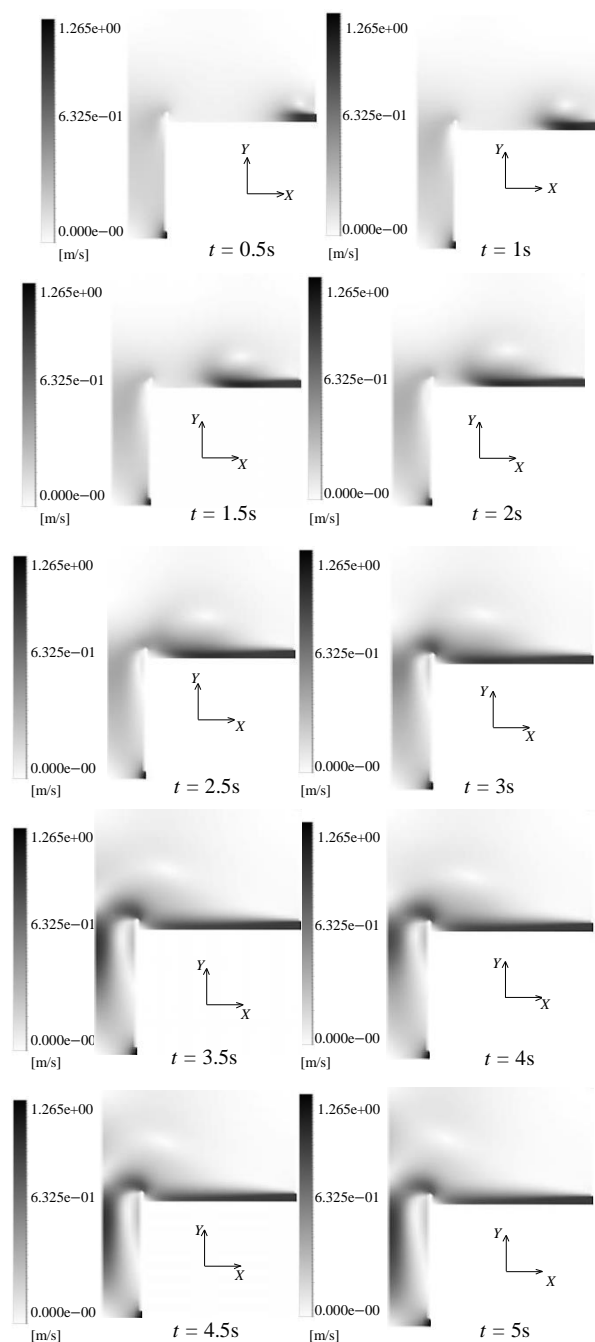 1.265e+00
6.325e−01
0.000e−00
[m/s]
Y
X
t = 0.5s
1.265e+00
6.325e−01
0.000e−00
[m/s]
Y
X
t = 1s
1.265e+00
6.325e−01
0.000e−00
[m/s]
Y
X
t = 1.5s
1.265e+00
6.325e−01
0.000e−00
[m/s]
Y
X
t = 2s
1.265e+00
6.325e−01
0.000e−00
[m/s]
Y
X
t = 2.5s
1.265e+00
6.325e−01
0.000e−00
[m/s]
Y
X
t = 3s
1.265e+00
6.325e−01
0.000e−00
[m/s]
Y
X
t = 3.5s
1.265e+00
6.325e−01
0.000e−00
[m/s]
Y
X
t = 4s
1.265e+00
6.325e−01
0.000e−00
[m/s]
Y
X
t = 4.5s
1.265e+00
6.325e−01
0.000e−00
[m/s]
Y
X
t = 5s